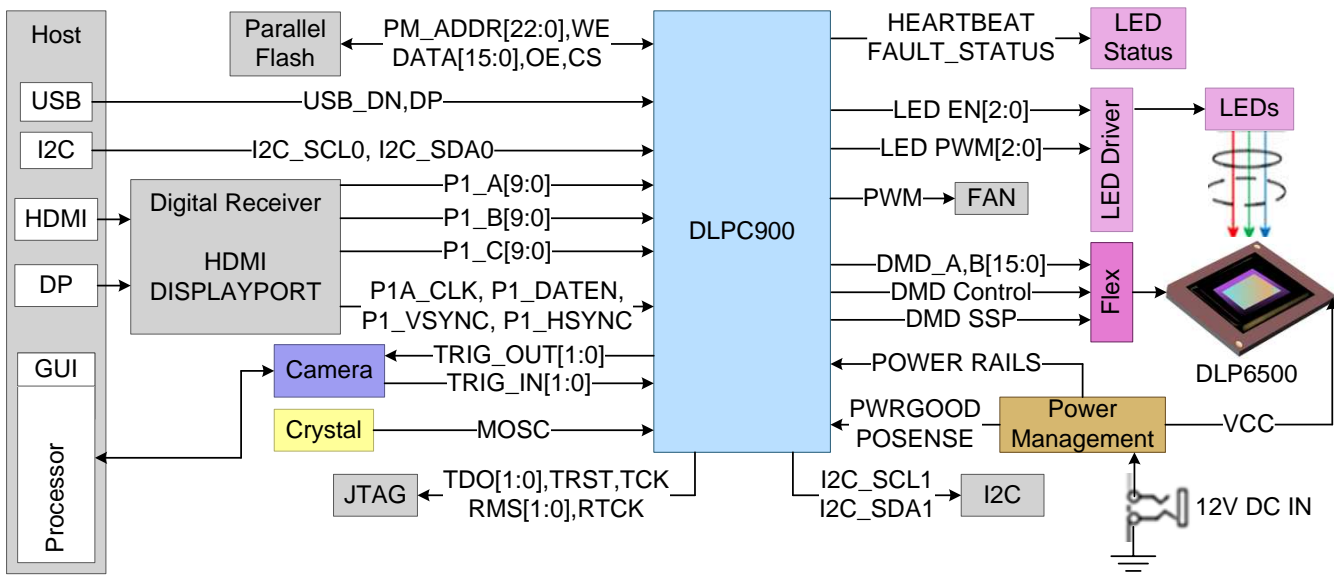 Host
USB
I2C
HDMI
DP
GUI
Processor
Parallel
Flash
PM_ADDR[22:0],WE
DATA[15:0],OE,CS
USB_DN,DP
I2C_SCL0, I2C_SDA0
Digital Receiver
HDMI
DISPLAYPORT
P1_A[9:0]
P1_B[9:0]
P1_C[9:0]
P1A_CLK, P1_DATEN,
P1_VSYNC, P1_HSYNC
Camera
TRIG_OUT[1:0]
TRIG_IN[1:0]
Crystal
MOSC
JTAG
TDO[1:0],TRST,TCK
RMS[1:0],RTCK
DLPC900
HEARTBEAT
FAULT_STATUS
LED
Status
LED EN[2:0]
LED PWM[2:0]
LED Driver
LEDs
PWM
FAN
DMD_A,B[15:0]
DMD Control
DMD SSP
Flex
DLP6500
POWER RAILS
PWRGOOD
POSENSE
Power
Management
VCC
I2C_SCL1
I2C_SDA1
I2C
12V DC IN